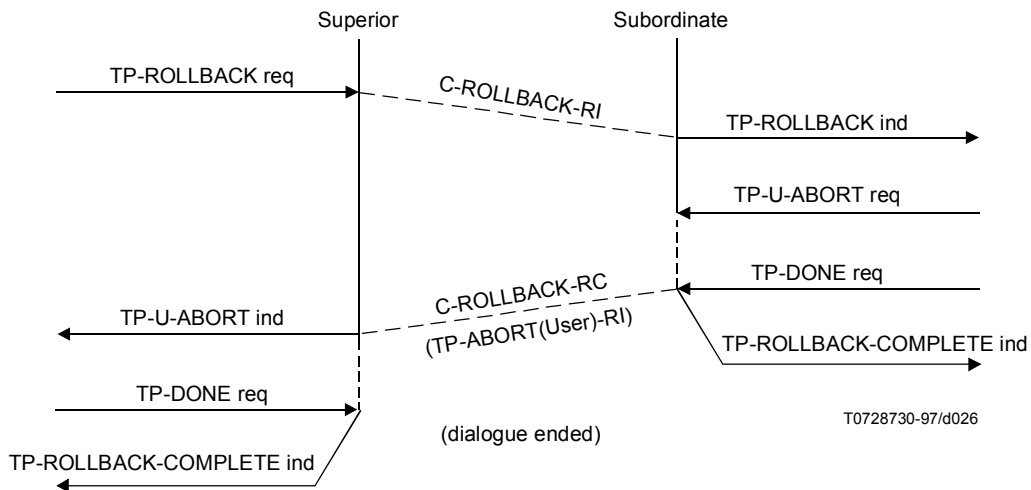 Superior
Subordinate
TP-ROLLBACK req
C-ROLLBACK-RI
TP-ROLLBACK ind
TP-U-ABORT req
TP-DONE req
C-ROLLBACK-RC
TP-U-ABORT ind
(TP-ABORT(User)-RI)
TP-ROLLBACK-COMPLETE ind
TP-DONE req
T0728730-97/d026
(dialogue ended)
TP-ROLLBACK-COMPLETE ind